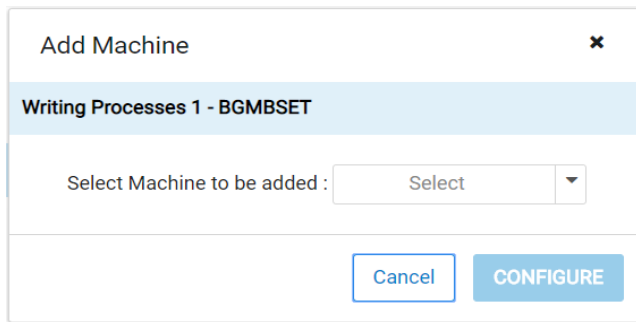 Add Machine
Writing Processes 1 - BGMBSET
Select Machine to be added : Select
Cancel CONFIGURE